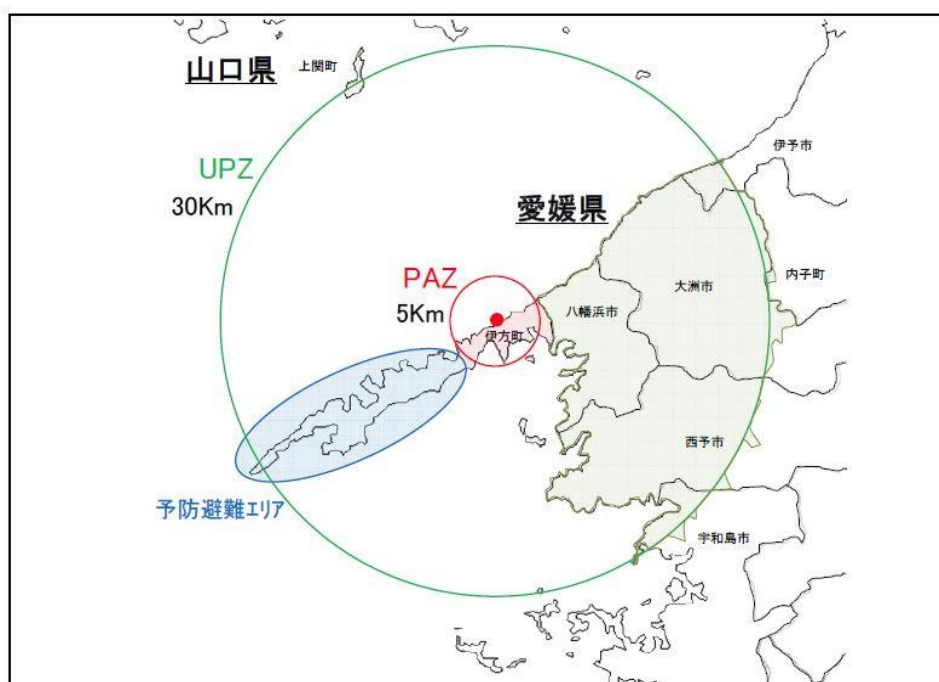 山口県
上関町
伊予市
UPZ
30Km
愛媛県
PAZ
5Km
内子町
大洲市
八幡浜市
伊方町
西予市
予防避難エリア
宇和島市